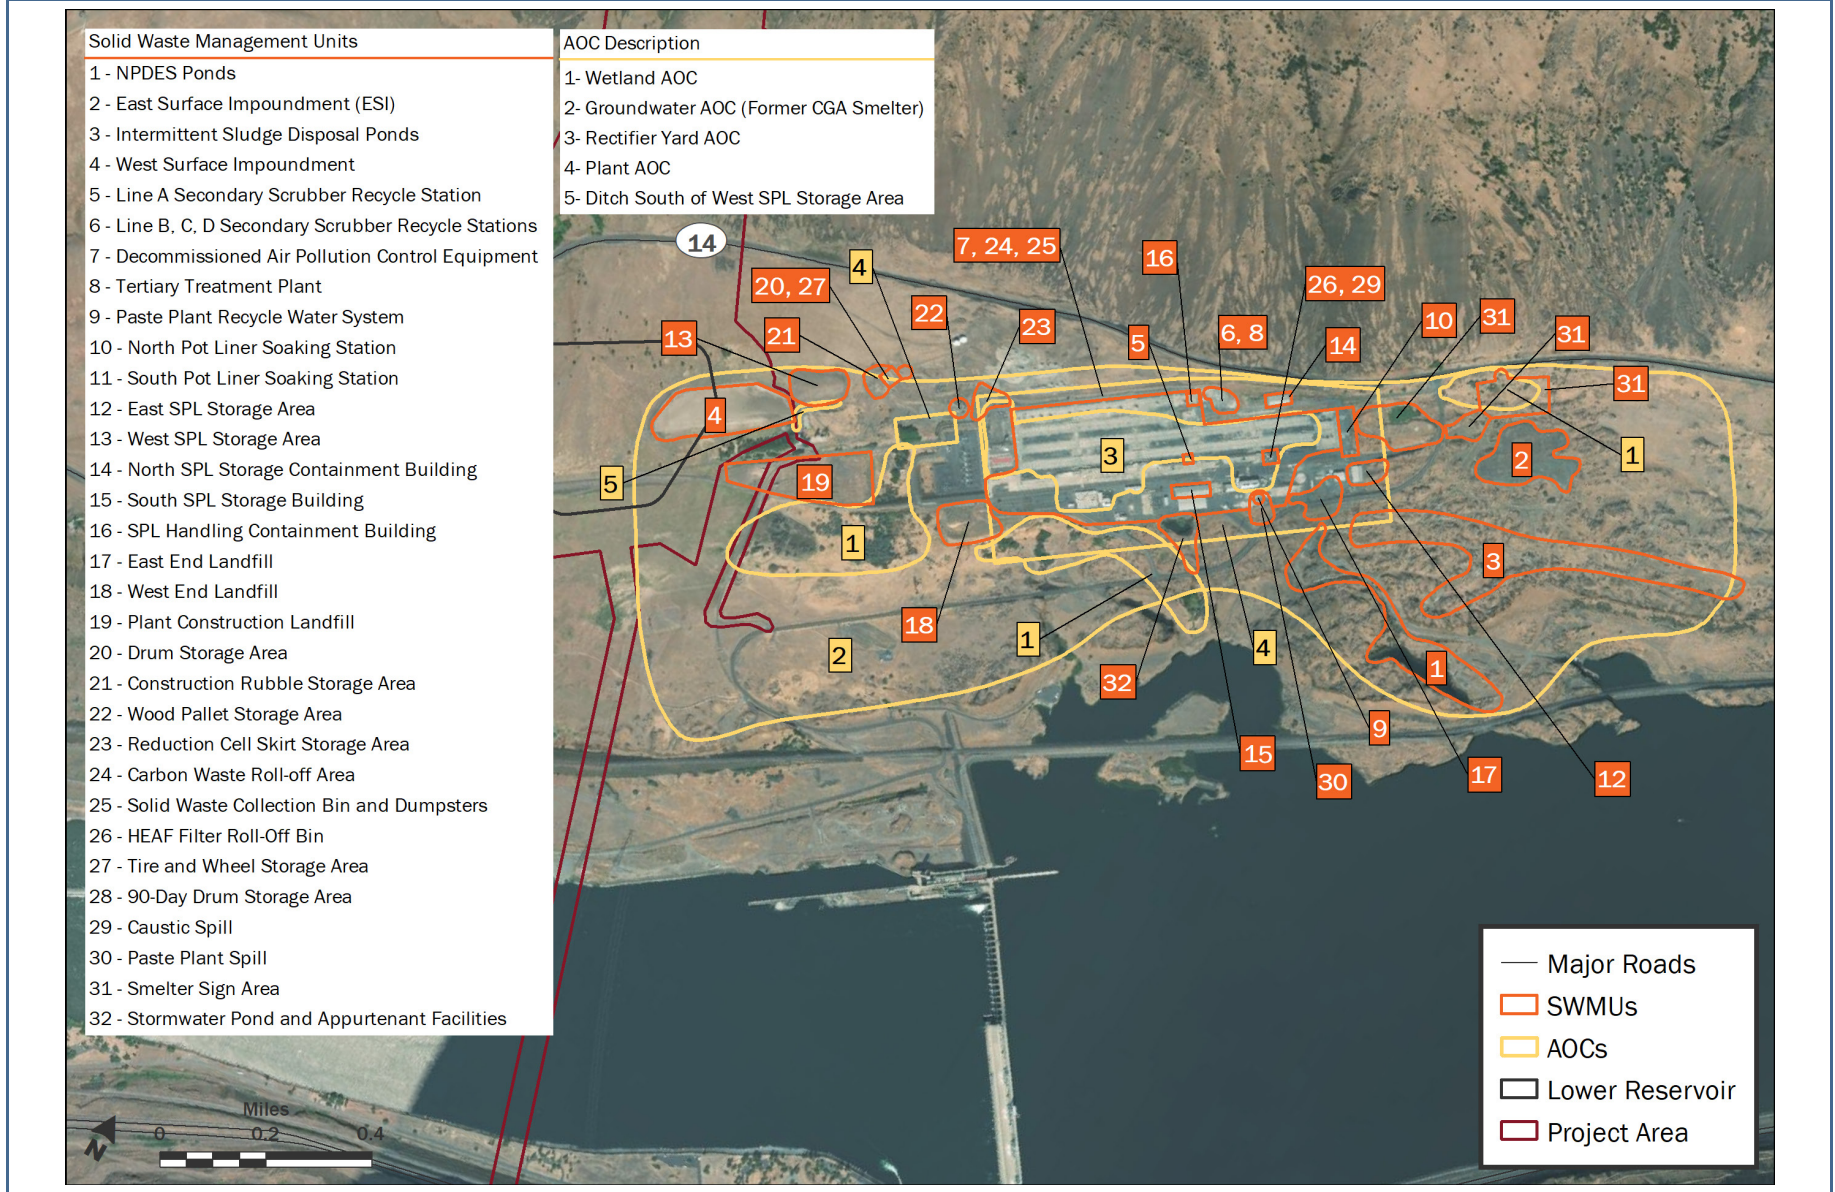 Solid Waste Management Units
1 - NPDES Ponds
2 - East Surface Impoundment (ESI)
3 - Intermittent Sludge Disposal Ponds
4 - West Surface Impoundment
5 - Line A Secondary Scrubber Recycle Station
6 - Line B, C, D Secondary Scrubber Recycle Stations
7 - Decommissioned Air Pollution Control Equipment
8 - Tertiary Treatment Plant
9 - Paste Plant Recycle Water System
10 - North Pot Liner Soaking Station
11 - South Pot Liner Soaking Station
12 - East SPL Storage Area
13 - West SPL Storage Area
14 - North SPL Storage Containment Building
15 - South SPL Storage Building
16 - SPL Handling Containment Building
17 - East End Landfill
18 - West End Landfill
19 - Plant Construction Landfill
20 - Drum Storage Area
21 - Construction Rubble Storage Area
22 - Wood Pallet Storage Area
23 - Reduction Cell Skirt Storage Area
24 - Carbon Waste Roll-off Area
25 - Solid Waste Collection Bin and Dumpsters
26 - HEAF Filter Roll-Off Bin
27 - Tire and Wheel Storage Area
28 - 90-Day Drum Storage Area
29 - Caustic Spill
30 - Paste Plant Spill
31 - Smelter Sign Area
32 - Stormwater Pond and Appurtenant Facilities
AOC Description
1- Wetland AOC
2- Groundwater AOC (Former CGA Smelter)
3- Rectifier Yard AOC
4- Plant AOC
5- Ditch South of West SPL Storage Area
14
7, 24, 25
16
4
20, 27
26, 29
22
23
10
31
31
13
21
5
6, 8
14
31
4
3
2
1
5
19
1
3
18
1
4
2
32
1
9
15
30
17
12
Major Roads
SWMUs
AOCs
Lower Reservoir
Project Area
Miles
0
0.2
0.4
N